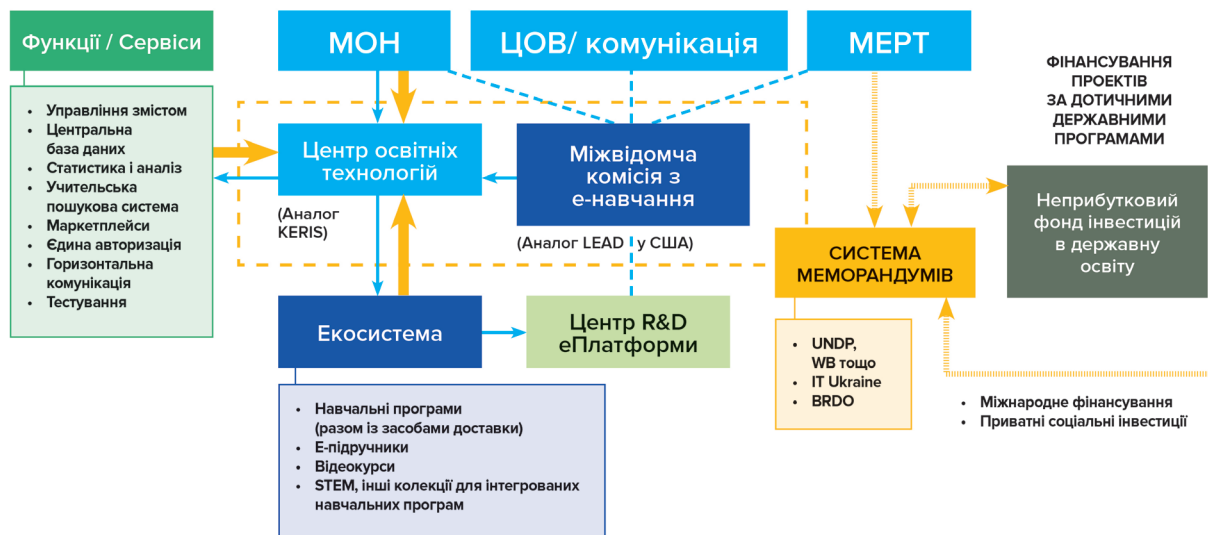 Функції / Сервіси
• Управління змістом
• Центральна
база даних
• Статистика і аналіз
• Учительська
пошукова система
• Маркетплейси
• Єдина авторизація
• Горизонтальна
комунікація
• Тестування
МОН
ЦОВ/ комунікація
МЕРТ
Центр освітніх
технологій
(Аналог
KERIS)
Міжвідомча
комісія з
е-навчання
(Аналог LEAD у США)
ФІНАНСУВАННЯ
ПРОЕКТІВ
ЗА ДОТИЧНИМИ
ДЕРЖАВНИМИ
ПРОГРАМАМИ
Неприбутковий
фонд інвестицій
в державну
освіту
СИСТЕМА
МЕМОРАНДУМІВ
• UNDP,
WB тощо
• IT Ukraine
• BRDO
• Міжнародне фінансування
• Приватні соціальні інвестиції
Екосистема
Центр R&D
еПлатформи
• Навчальні програми
(разом із засобами доставки)
• Е-підручники
• Відеокурси
• STEM, інші колекції для інтегрованих
навчальних програм